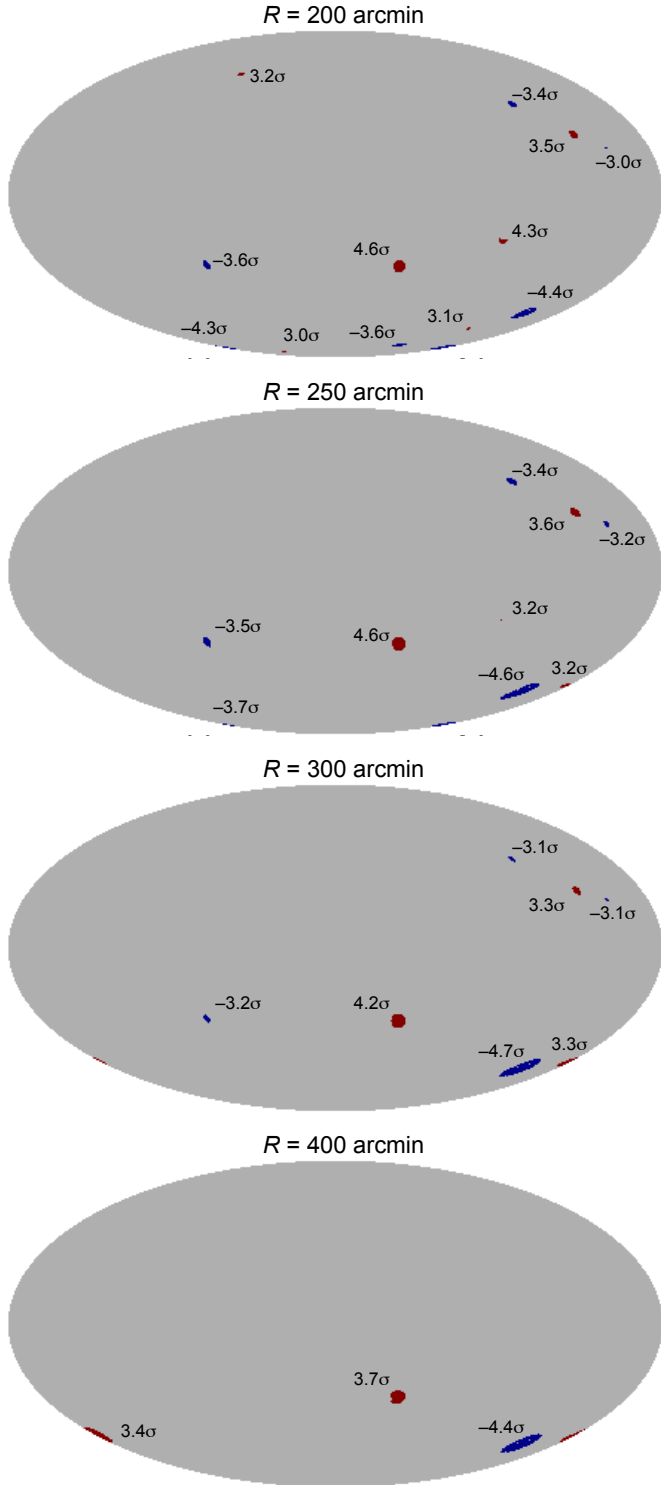 R = 200 arcmin
3.2σ
–3.4σ
3.5σ
–3.0σ
4.3σ
–3.6σ
4.6σ
–4.4σ
–4.3σ
3.0σ
–3.6σ
3.1σ
R = 250 arcmin
–3.4σ
3.6σ
–3.2σ
3.2σ
–3.5σ
4.6σ
–4.6σ
3.2σ
–3.7σ
R = 300 arcmin
–3.1σ
3.3σ
–3.1σ
–3.2σ
4.2σ
–4.7σ
3.3σ
R = 400 arcmin
3.7σ
3.4σ
–4.4σ